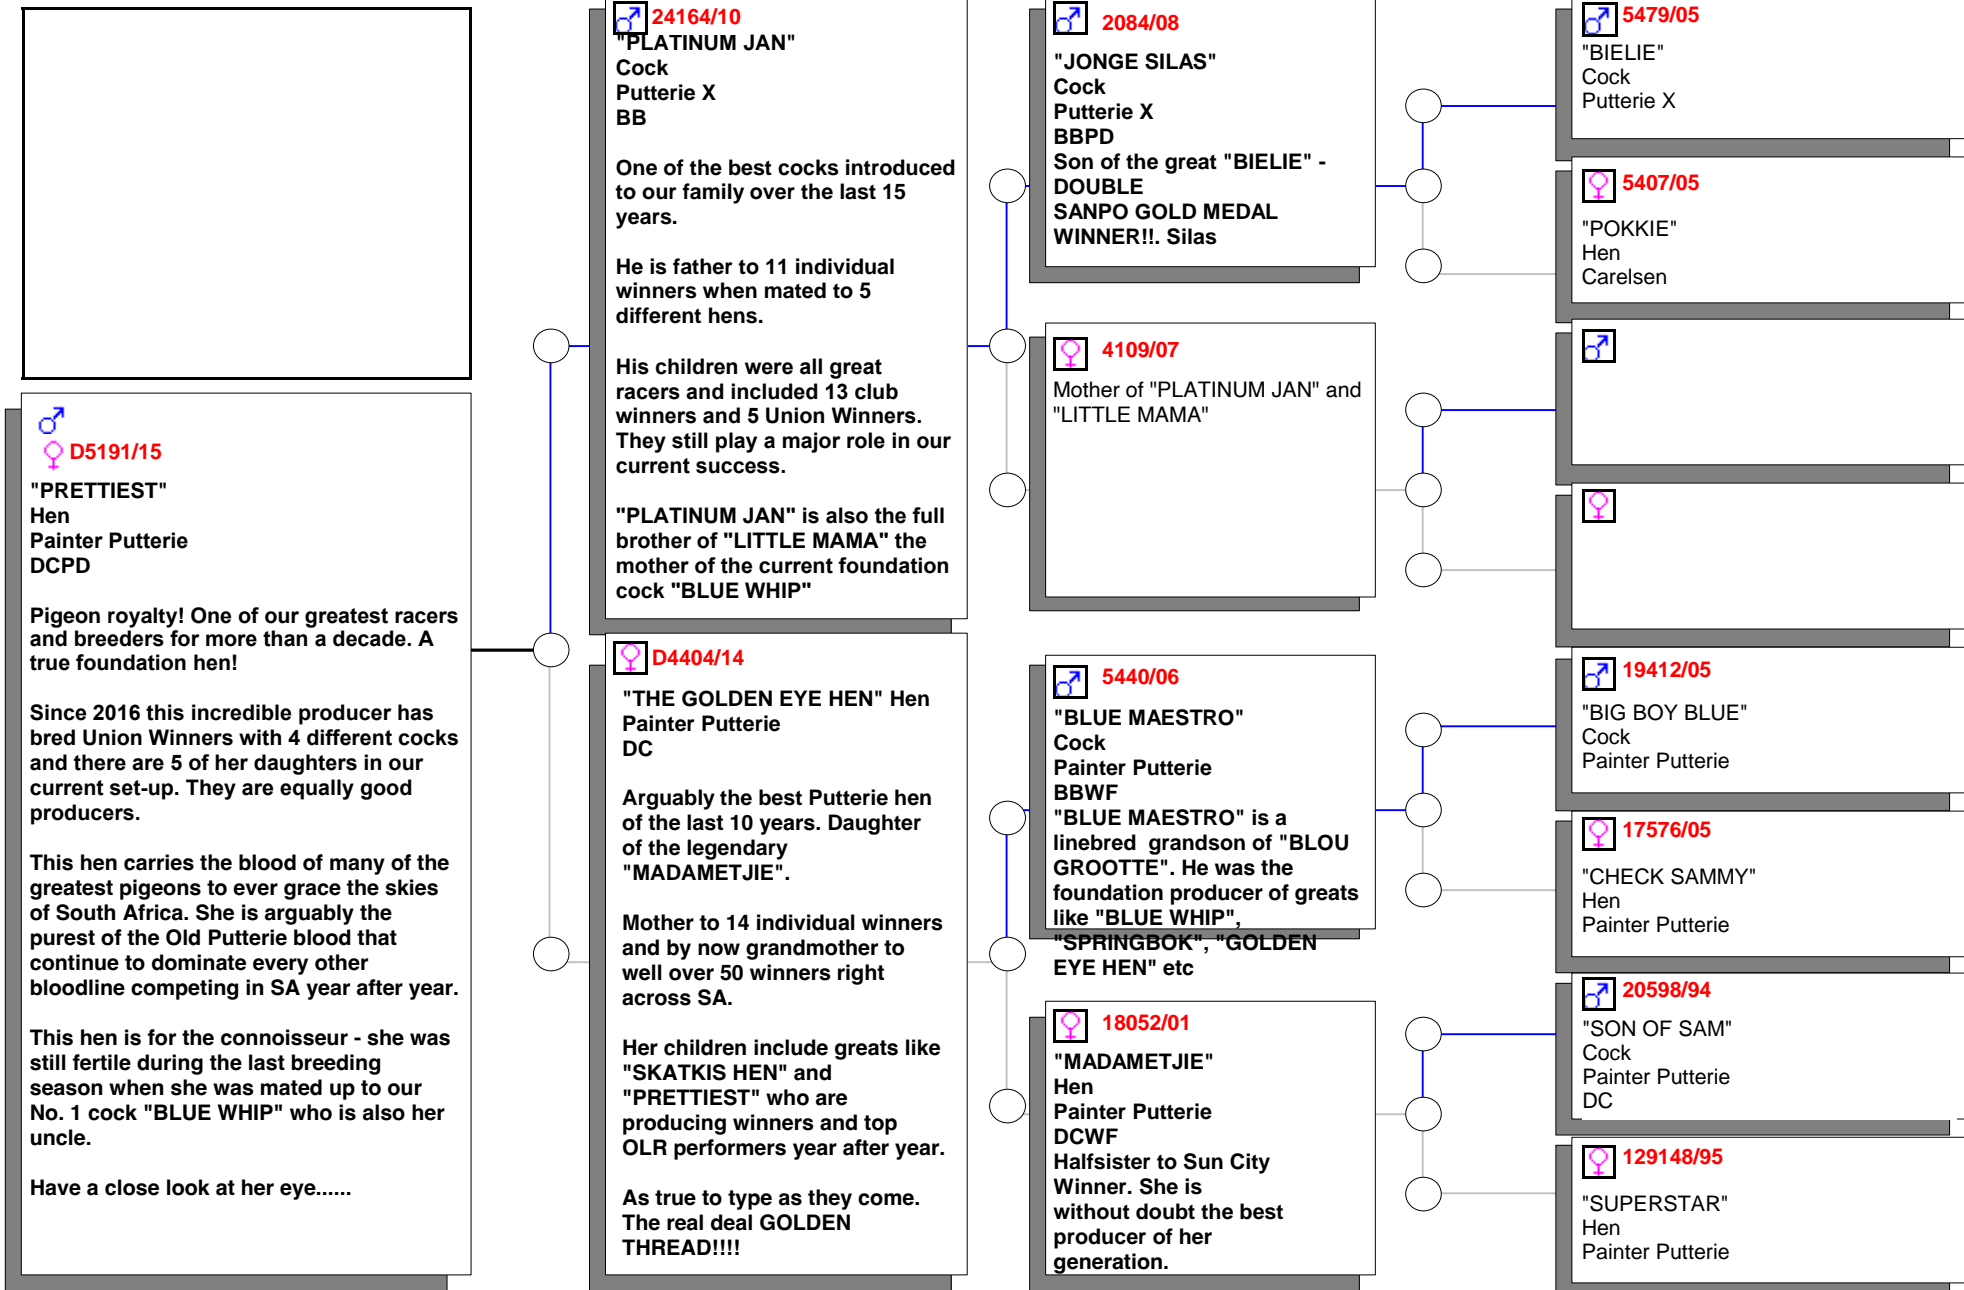 D5191/15
"PRETTIEST"
Hen
Painter Putterie
DCPD
Pigeon royalty! One of our greatest racers
and breeders for more than a decade. A
true foundation hen!
Since 2016 this incredible producer has
bred Union Winners with 4 different cocks
and there are 5 of her daughters in our
current set-up. They are equally good
producers.
This hen carries the blood of many of the
greatest pigeons to ever grace the skies
of South Africa. She is arguably the
purest of the Old Putterie blood that
continue to dominate every other
bloodline competing in SA year after year.
This hen is for the connoisseur - she was
still fertile during the last breeding
season when she was mated up to our
No. 1 cock "BLUE WHIP" who is also her
uncle.
Have a close look at her eye......
24164/10
"PLATINUM JAN"
Cock
Putterie X
BB
One of the best cocks introduced
to our family over the last 15
years.
He is father to 11 individual
winners when mated to 5
different hens.
His children were all great
racers and included 13 club
winners and 5 Union Winners.
They still play a major role in our
current success.
"PLATINUM JAN" is also the full
brother of "LITTLE MAMA" the
mother of the current foundation
cock "BLUE WHIP"
D4404/14
"THE GOLDEN EYE HEN" Hen
Painter Putterie
DC
Arguably the best Putterie hen
of the last 10 years. Daughter
of the legendary
"MADAMETJIE".
Mother to 14 individual winners
and by now grandmother to
well over 50 winners right
across SA.
Her children include greats like
"SKATKIS HEN" and
"PRETTIEST" who are
producing winners and top
OLR performers year after year.
As true to type as they come.
The real deal GOLDEN
THREAD!!!!
2084/08
"JONGE SILAS"
Cock
Putterie X
BBPD
Son of the great "BIELIE" -
DOUBLE
SANPO GOLD MEDAL
WINNER!!. Silas
4109/07
Mother of "PLATINUM JAN" and
"LITTLE MAMA"
5440/06
"BLUE MAESTRO"
Cock
Painter Putterie
BBWF
"BLUE MAESTRO" is a
linebred  grandson of "BLOU
GROOTTE". He was the
foundation producer of greats
like "BLUE WHIP",
"SPRINGBOK", "GOLDEN
EYE HEN" etc
18052/01
"MADAMETJIE"
Hen
Painter Putterie
DCWF
Halfsister to Sun City
Winner. She is
without doubt the best
producer of her
generation.
5479/05
"BIELIE"
Cock
Putterie X
5407/05
"POKKIE"
Hen
Carelsen
19412/05
"BIG BOY BLUE"
Cock
Painter Putterie
17576/05
"CHECK SAMMY"
Hen
Painter Putterie
20598/94
"SON OF SAM"
Cock
Painter Putterie
DC
129148/95
"SUPERSTAR"
Hen
Painter Putterie